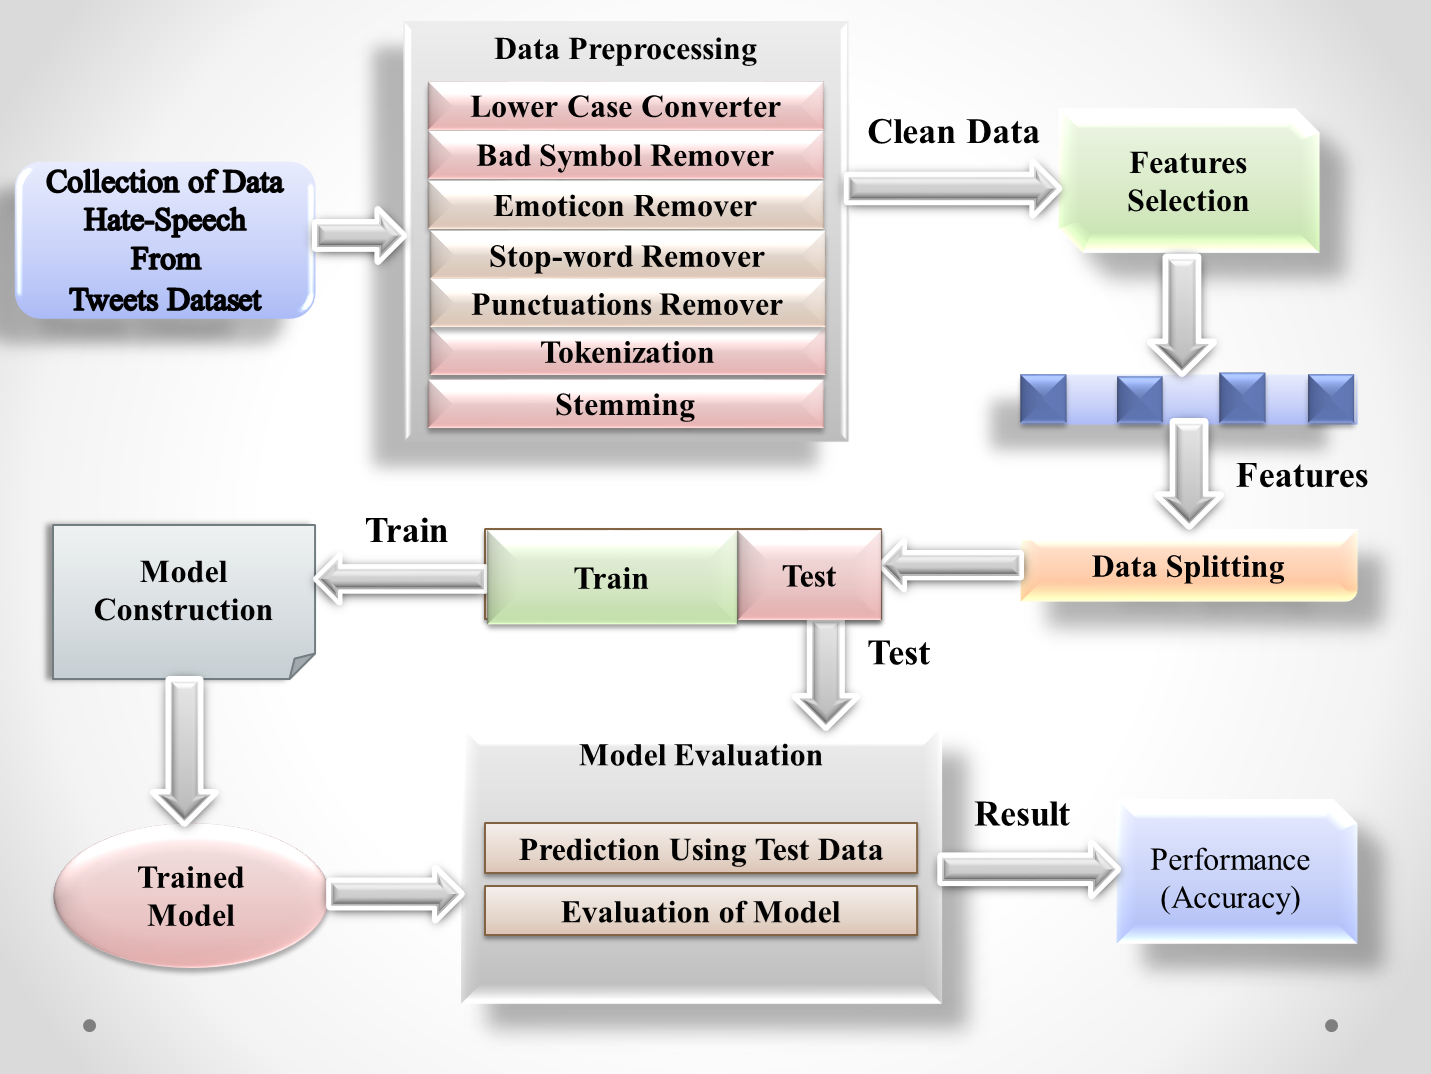 Data Preprocessing
Lower Case Converter
Bad Symbol Remover
Emoticon Remover
Stop-word Remover
Punctuations Remover
Tokenization
Stemming
Collection of Data
Hate-Speech
From
Tweets Dataset
Clean Data
Features
Selection
Features
Data Splitting
Train
Test
Train
Test
Model
Construction
Trained
Model
Model Evaluation
Prediction Using Test Data
Evaluation of Model
Result
Performance
(Accuracy)